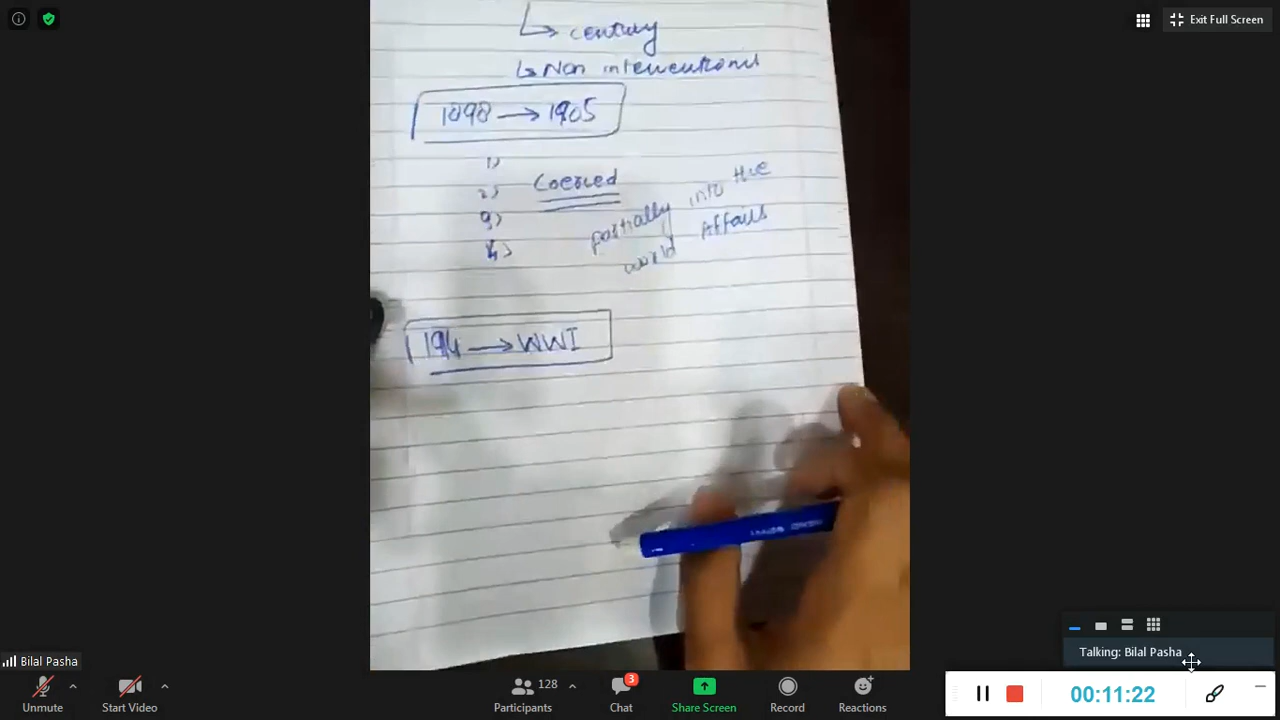 Exit Full Screen
↳ century
↳ Non interventionist
1898 → 1905
1)
2) Coerced
3)
4)
partially into the
world Affairs
1914 → WWI
Talking: Bilal Pasha
Bilal Pasha
Unmute
Start Video
128
Participants
3
Chat
Share Screen
Record
Reactions
00:11:22